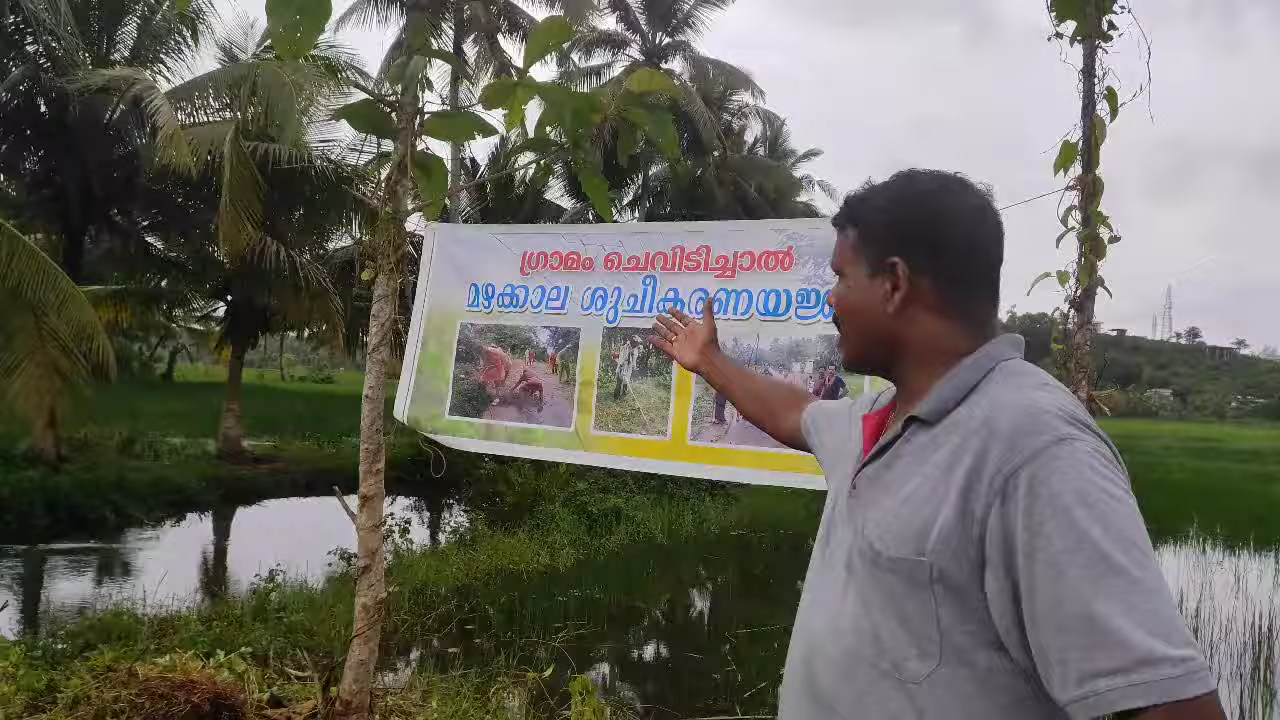 ഗ്രാമം ചെവിടിച്ചാൽ
മഴക്കാല ശുചീകരണയജ്ഞ